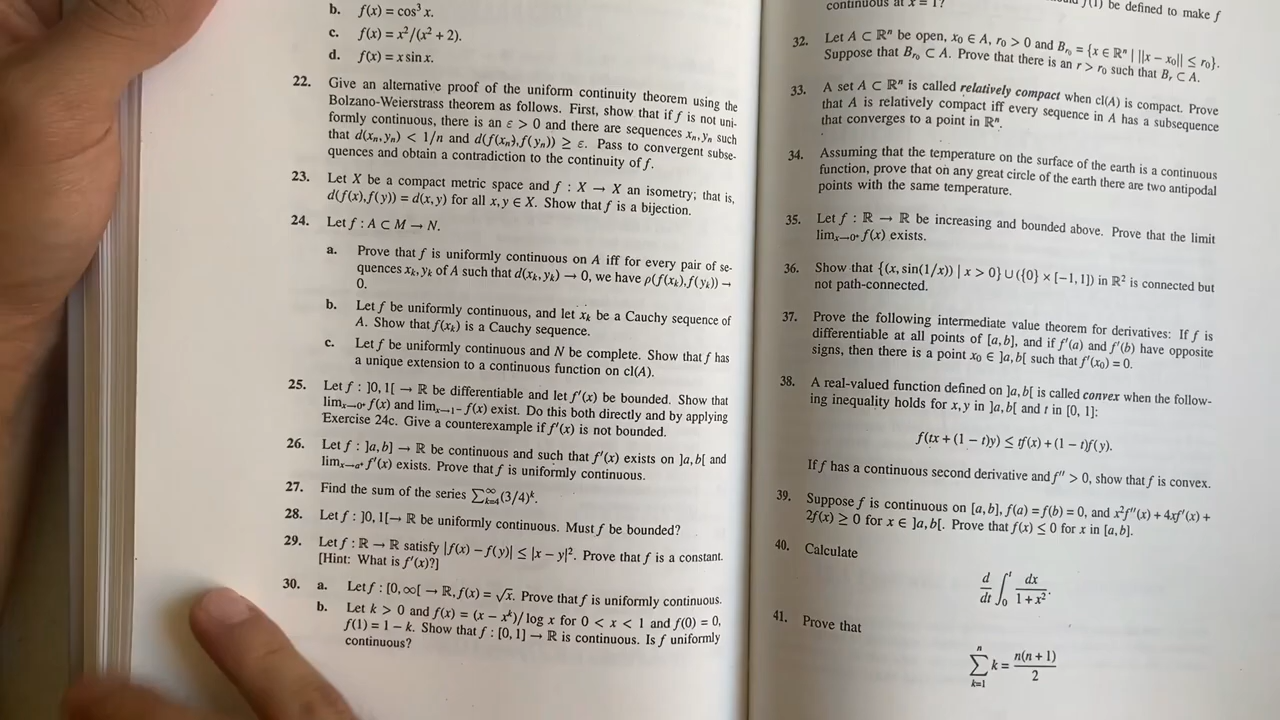 b. f(x) = cos³ x.
c. f(x) = x²/(x² + 2).
d. f(x) = x sin x.
22. Give an alternative proof of the uniform continuity theorem using the
Bolzano-Weierstrass theorem as follows. First, show that if f is not uni-
formly continuous, there is an ε > 0 and there are sequences xₙ, yₙ such
that d(xₙ, yₙ) < 1/n and d(f(xₙ), f(yₙ)) ≥ ε. Pass to convergent subse-
quences and obtain a contradiction to the continuity of f.
23. Let X be a compact metric space and f : X → X an isometry; that is,
d(f(x), f(y)) = d(x, y) for all x, y ∈ X. Show that f is a bijection.
24. Let f : A ⊂ M → N.
a. Prove that f is uniformly continuous on A iff for every pair of se-
quences xₖ, yₖ of A such that d(xₖ, yₖ) → 0, we have ρ(f(xₖ), f(yₖ)) →
0.
b. Let f be uniformly continuous, and let xₖ be a Cauchy sequence of
A. Show that f(xₖ) is a Cauchy sequence.
c. Let f be uniformly continuous and N be complete. Show that f has
a unique extension to a continuous function on cl(A).
25. Let f : ]0, 1[ → ℝ be differentiable and let f′(x) be bounded. Show that
limₓ→₀⁺ f(x) and limₓ→₁₋ f(x) exist. Do this both directly and by applying
Exercise 24c. Give a counterexample if f′(x) is not bounded.
26. Let f : ]a, b] → ℝ be continuous and such that f′(x) exists on ]a, b[ and
limₓ→ₐ⁺ f′(x) exists. Prove that f is uniformly continuous.
27. Find the sum of the series ∑_{k=4}^∞ (3/4)ᵏ.
28. Let f : ]0, 1[ → ℝ be uniformly continuous. Must f be bounded?
29. Let f : ℝ → ℝ satisfy |f(x) − f(y)| ≤ |x − y|². Prove that f is a constant.
[Hint: What is f′(x)?]
30. a. Let f : [0, ∞[ → ℝ, f(x) = √x. Prove that f is uniformly continuous.
b. Let k > 0 and f(x) = (x − xᵏ)/ log x for 0 < x < 1 and f(0) = 0,
f(1) = 1 − k. Show that f : [0, 1] → ℝ is continuous. Is f uniformly
continuous?
f(1) be defined to make f
continuous at x = 1?
32. Let A ⊂ ℝⁿ be open, x₀ ∈ A, r₀ > 0 and B_{r₀} = {x ∈ ℝⁿ | ||x − x₀|| ≤ r₀}.
Suppose that B_{r₀} ⊂ A. Prove that there is an r > r₀ such that Bᵣ ⊂ A.
33. A set A ⊂ ℝⁿ is called relatively compact when cl(A) is compact. Prove
that A is relatively compact iff every sequence in A has a subsequence
that converges to a point in ℝⁿ.
34. Assuming that the temperature on the surface of the earth is a continuous
function, prove that on any great circle of the earth there are two antipodal
points with the same temperature.
35. Let f : ℝ → ℝ be increasing and bounded above. Prove that the limit
limₓ→₀⁺ f(x) exists.
36. Show that {(x, sin(1/x)) | x > 0} ∪ ({0} × [−1, 1]) in ℝ² is connected but
not path-connected.
37. Prove the following intermediate value theorem for derivatives: If f is
differentiable at all points of [a, b], and if f′(a) and f′(b) have opposite
signs, then there is a point x₀ ∈ ]a, b[ such that f′(x₀) = 0.
38. A real-valued function defined on ]a, b[ is called convex when the follow-
ing inequality holds for x, y in ]a, b[ and t in [0, 1]:
f(tx + (1 − t)y) ≤ tf(x) + (1 − t)f(y).
If f has a continuous second derivative and f″ > 0, show that f is convex.
39. Suppose f is continuous on [a, b], f(a) = f(b) = 0, and x²f″(x) + 4xf′(x) +
2f(x) ≥ 0 for x ∈ ]a, b[. Prove that f(x) ≤ 0 for x in [a, b].
40. Calculate
d/dt ∫₀ᵗ dx/(1 + x²).
41. Prove that
∑_{k=1}^n k = n(n + 1)/2